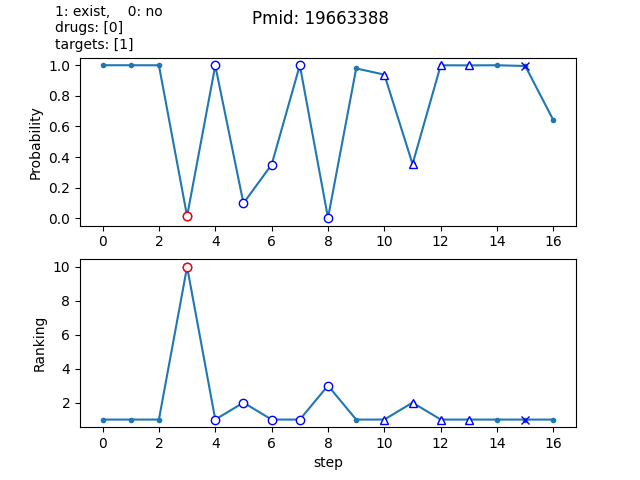 1: exist,    0: no
drugs: [0]
targets: [1]
Pmid: 19663388
Probability
1.0
0.8
0.6
0.4
0.2
0.0
0 2 4 6 8 10 12 14 16
Ranking
10
8
6
4
2
0 2 4 6 8 10 12 14 16
step